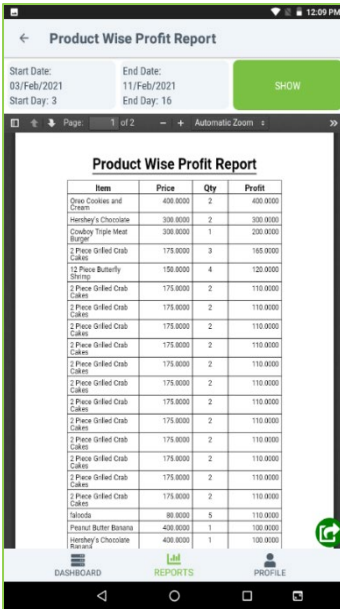 12:09 PM
Product Wise Profit Report
Start Date:
03/Feb/2021
Start Day: 3
End Date:
11/Feb/2021
End Day: 16
SHOW
Page: 1 of 2 − + Automatic Zoom
Product Wise Profit Report
Item Price Qty Profit
Oreo Cookies and 400.0000 2 400.0000
Cream
Hershey's Chocolate 300.0000 2 300.0000
Cowboy Triple Meat 300.0000 1 200.0000
Burger
2 Piece Grilled Crab 175.0000 3 165.0000
Cakes
12 Piece Butterfly 150.0000 4 120.0000
Shrimp
2 Piece Grilled Crab 175.0000 2 110.0000
Cakes
2 Piece Grilled Crab 175.0000 2 110.0000
Cakes
2 Piece Grilled Crab 175.0000 2 110.0000
Cakes
2 Piece Grilled Crab 175.0000 2 110.0000
Cakes
2 Piece Grilled Crab 175.0000 2 110.0000
Cakes
2 Piece Grilled Crab 175.0000 2 110.0000
Cakes
2 Piece Grilled Crab 175.0000 2 110.0000
Cakes
2 Piece Grilled Crab 175.0000 2 110.0000
Cakes
2 Piece Grilled Crab 175.0000 2 110.0000
Cakes
2 Piece Grilled Crab 175.0000 2 110.0000
Cakes
2 Piece Grilled Crab 175.0000 2 110.0000
Cakes
2 Piece Grilled Crab 175.0000 2 110.0000
Cakes
falooda 80.0000 5 110.0000
Peanut Butter Banana 400.0000 1 100.0000
Hershey's Chocolate 400.0000 1 100.0000
Banana
DASHBOARD REPORTS PROFILE